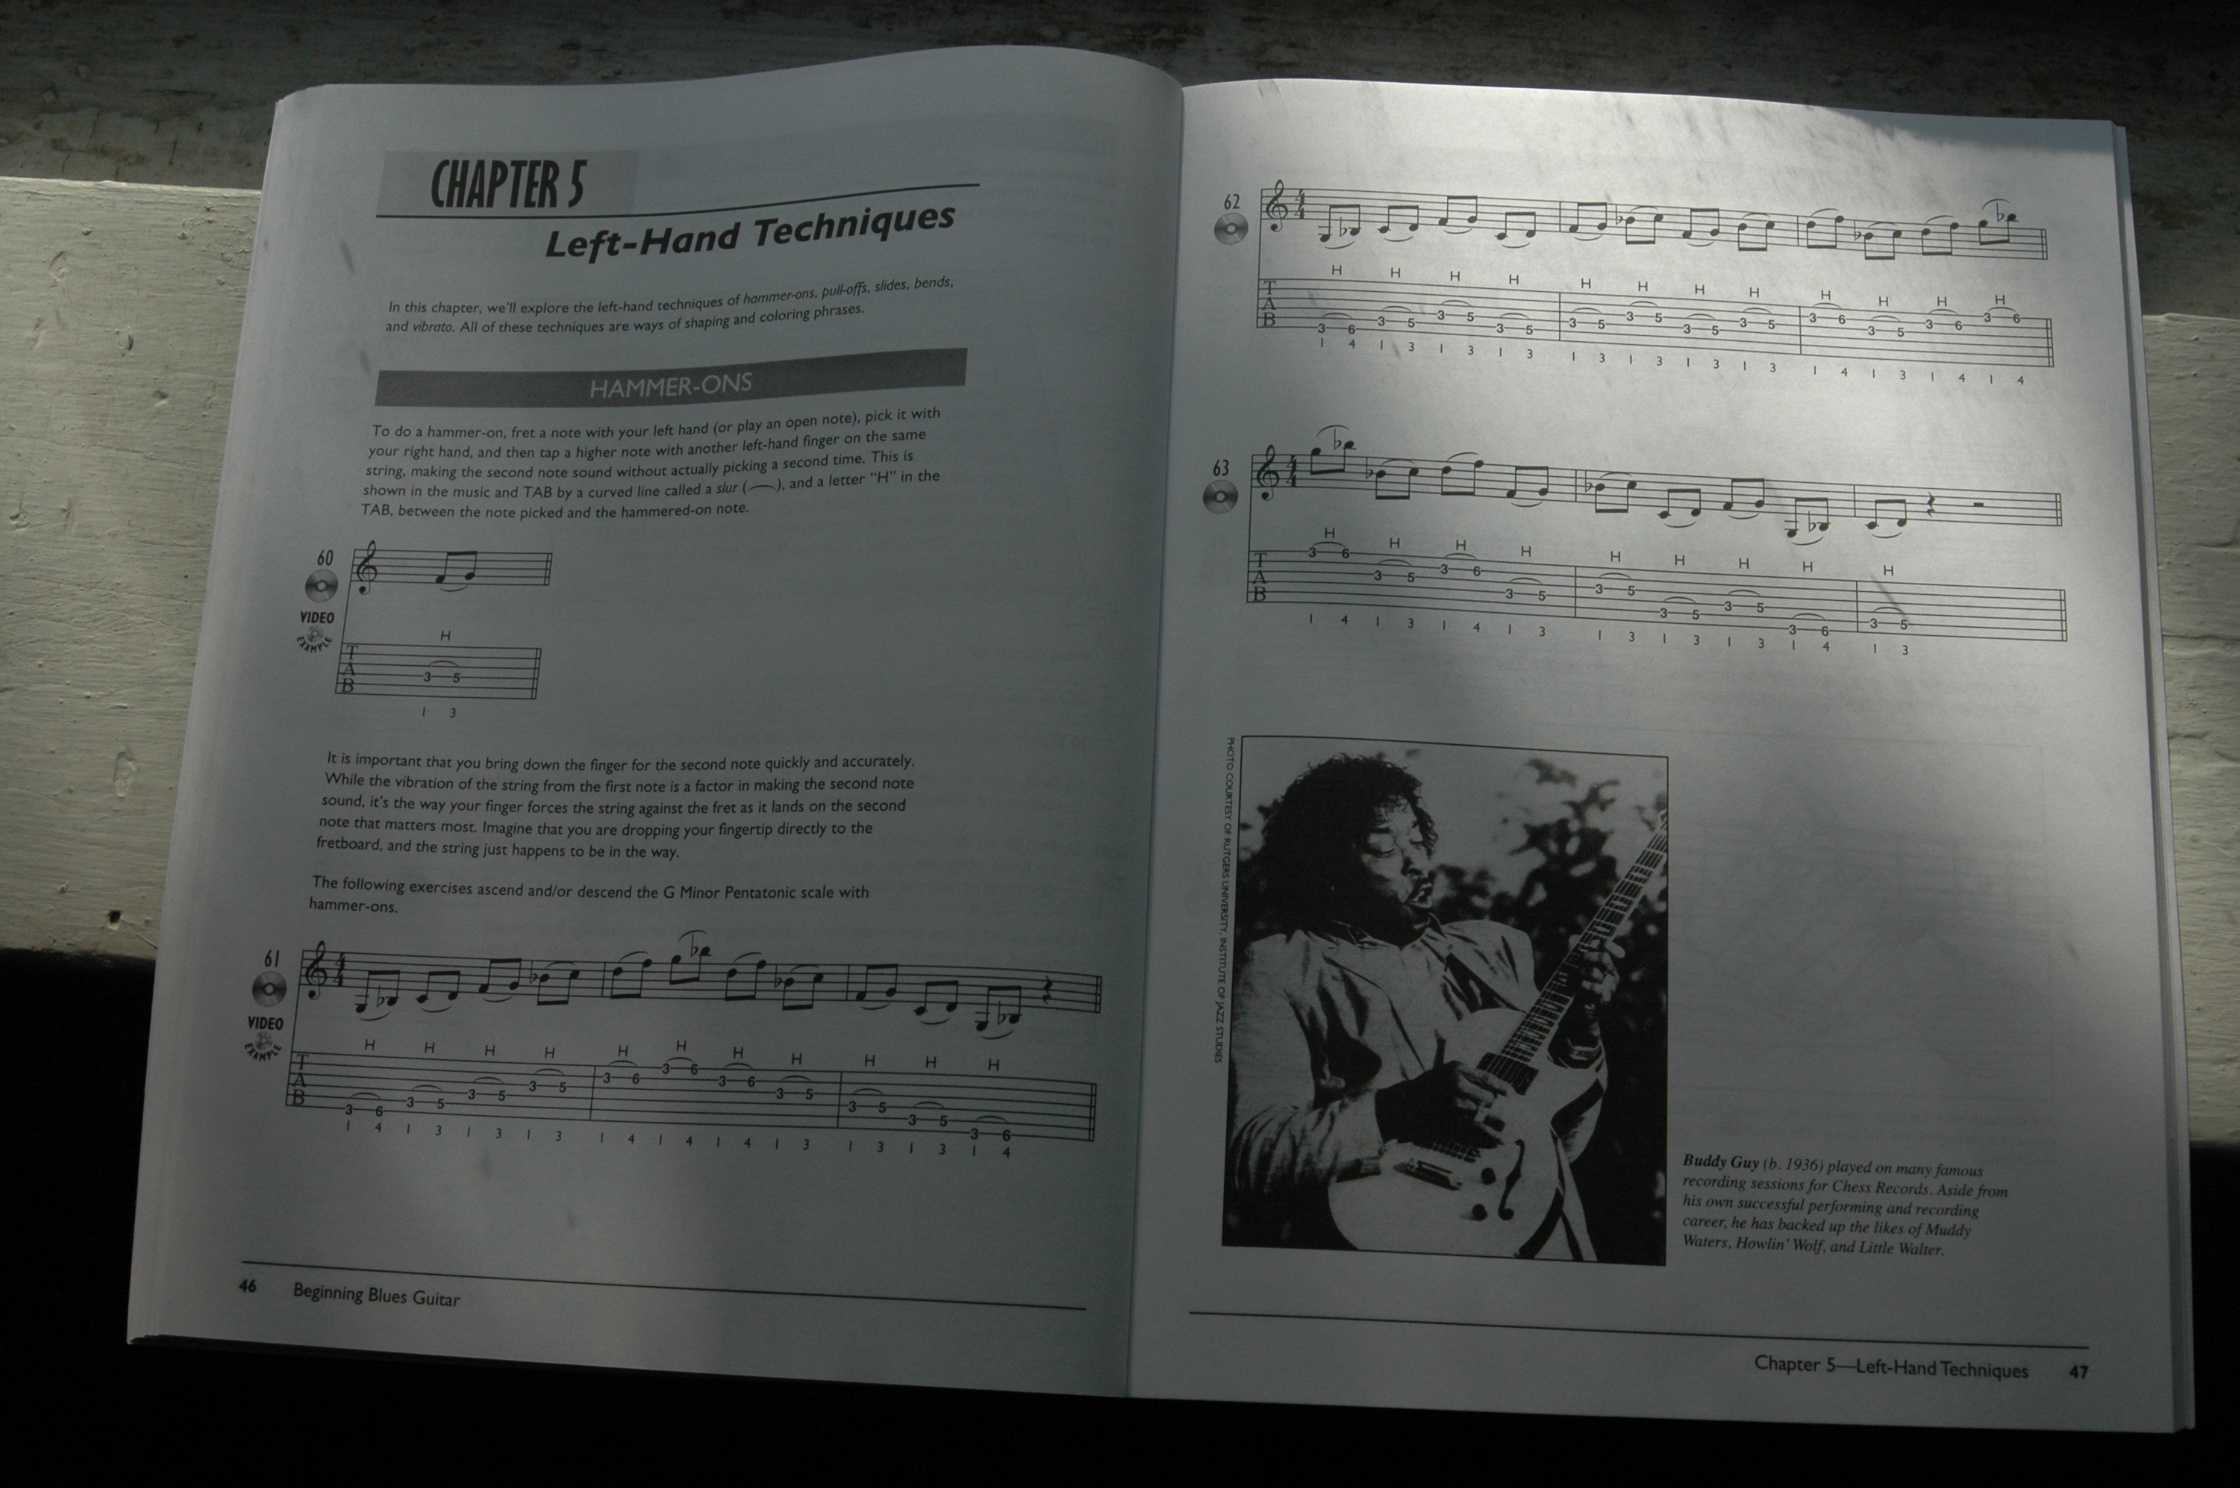 CHAPTER 5
Left-Hand Techniques
In this chapter, we'll explore the left-hand techniques of hammer-ons, pull-offs, slides, bends,
and vibrato. All of these techniques are ways of shaping and coloring phrases.
HAMMER-ONS
To do a hammer-on, fret a note with your left hand (or play an open note), pick it with
your right hand, and then tap a higher note with another left-hand finger on the same
string, making the second note sound without actually picking a second time. This is
shown in the music and TAB by a curved line called a slur (⁀), and a letter "H" in the
TAB, between the note picked and the hammered-on note.
60
VIDEO
EXAMPLE
H
T
A
B
3 5
1 3
It is important that you bring down the finger for the second note quickly and accurately.
While the vibration of the string from the first note is a factor in making the second note
sound, it's the way your finger forces the string against the fret as it lands on the second
note that matters most. Imagine that you are dropping your fingertip directly to the
fretboard, and the string just happens to be in the way.
The following exercises ascend and/or descend the G Minor Pentatonic scale with
hammer-ons.
61
4
4
VIDEO
EXAMPLE
H H H H H H H H H H H
T
A
B
3 6 3 5 3 5 3 5 3 6 3 6 3 6 3 5 3 5 3 5 3 6
1 4 1 3 1 3 1 3 1 4 1 4 1 4 1 3 1 3 1 3 1 4
46 Beginning Blues Guitar
62
4
4
H H H H H H H H H H H H
T
A
B
3 6 3 5 3 5 3 5 3 5 3 5 3 5 3 5 3 6 3 5 3 6 3 6
1 4 1 3 1 3 1 3 1 3 1 3 1 3 1 3 1 4 1 3 1 4 1 4
63
4
4
H H H H H H H H H
T
A
B
3 6 3 5 3 6 3 5 3 5 3 5 3 5 3 6 3 5
1 4 1 3 1 4 1 3 1 3 1 3 1 3 1 4 1 3
PHOTO COURTESY OF RUTGERS UNIVERSITY, INSTITUTE OF JAZZ STUDIES
Buddy Guy (b. 1936) played on many famous
recording sessions for Chess Records. Aside from
his own successful performing and recording
career, he has backed up the likes of Muddy
Waters, Howlin' Wolf, and Little Walter.
Chapter 5—Left-Hand Techniques 47